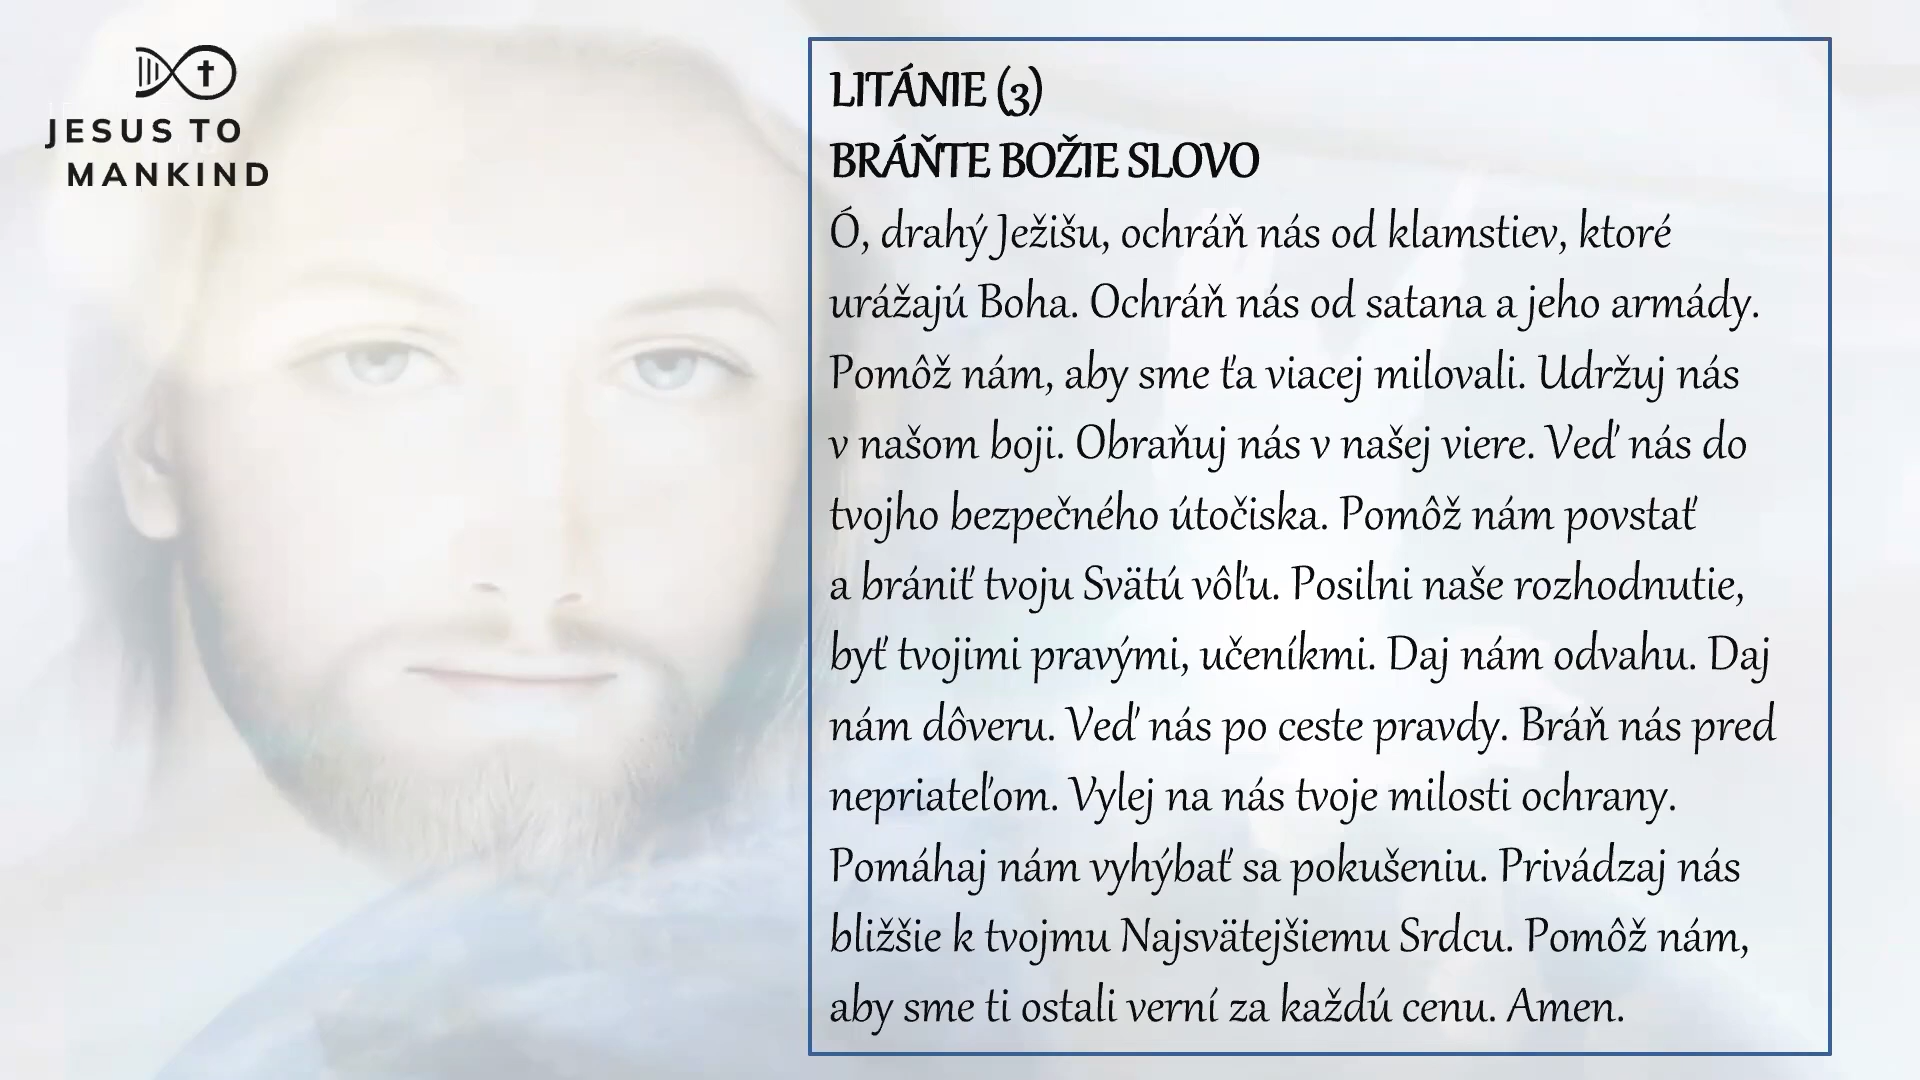 JESUS TO
MANKIND
LITÁNIE (3)
BRÁŇTE BOŽIE SLOVO
Ó, drahý Ježišu, ochráň nás od klamstiev, ktoré
urážajú Boha. Ochráň nás od satana a jeho armády.
Pomôž nám, aby sme ťa viacej milovali. Udržuj nás
v našom boji. Obraňuj nás v našej viere. Veď nás do
tvojho bezpečného útočiska. Pomôž nám povstať
a brániť tvoju Svätú vôľu. Posilni naše rozhodnutie,
byť tvojimi pravými, učeníkmi. Daj nám odvahu. Daj
nám dôveru. Veď nás po ceste pravdy. Bráň nás pred
nepriateľom. Vylej na nás tvoje milosti ochrany.
Pomáhaj nám vyhýbať sa pokušeniu. Privádzaj nás
bližšie k tvojmu Najsvätejšiemu Srdcu. Pomôž nám,
aby sme ti ostali verní za každú cenu. Amen.